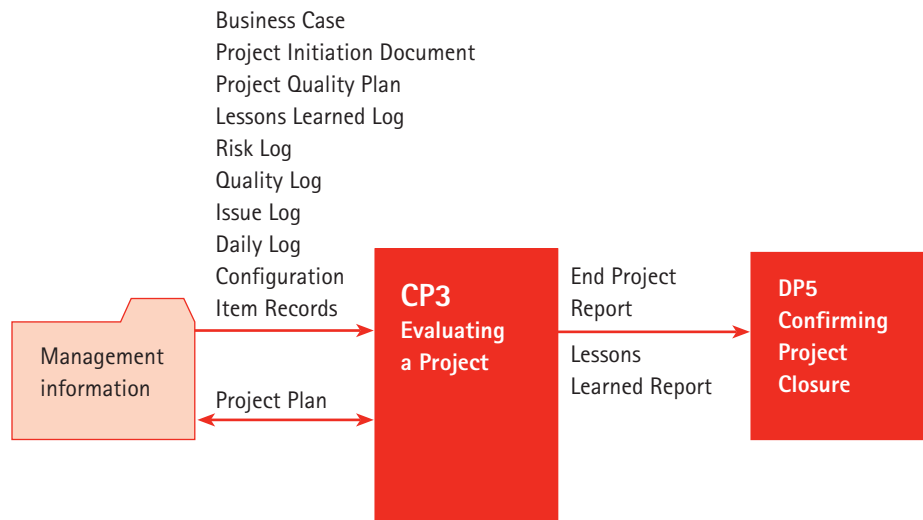 Business Case
Project Initiation Document
Project Quality Plan
Lessons Learned Log
Risk Log
Quality Log
Issue Log
Daily Log
Configuration
Item Records
Management
information
Project Plan
CP3
Evaluating
a Project
End Project
Report
Lessons
Learned Report
DP5
Confirming
Project
Closure